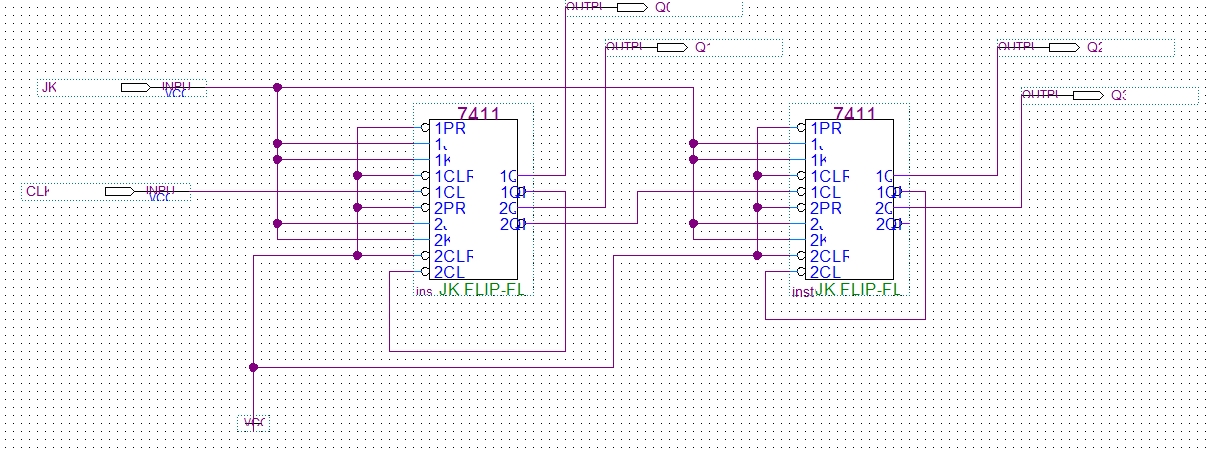 OUTPU Q0
OUTPU Q1
OUTPU Q2
JK INPU
VCC
OUTPU Q3
7411 7411
1PR 1PR
1J 1J
1K 1K
1CLR 1Q 1CLR 1Q
CLK INPU
VCC
1CL 1QN 1CL 1QN
2PR 2Q 2PR 2Q
2J 2QN 2J 2QN
2K 2K
2CLR 2CLR
2CL 2CL
ins JK FLIP-FL inst JK FLIP-FL
VCC